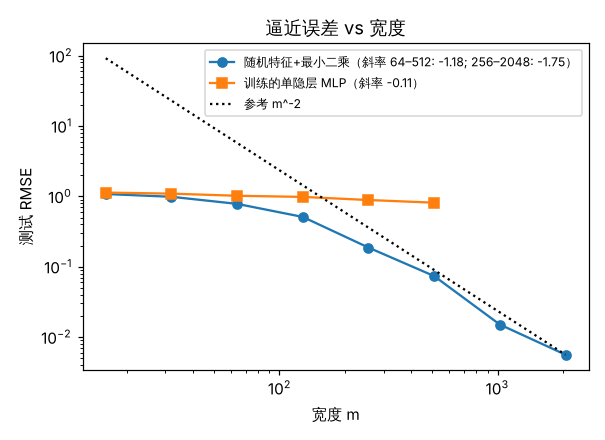 逼近误差 vs 宽度
随机特征+最小二乘（斜率 64–512: -1.18; 256–2048: -1.75）
训练的单隐层 MLP（斜率 -0.11）
参考 m^-2
测试 RMSE
10²
10¹
10⁰
10⁻¹
10⁻²
10²
10³
宽度 m